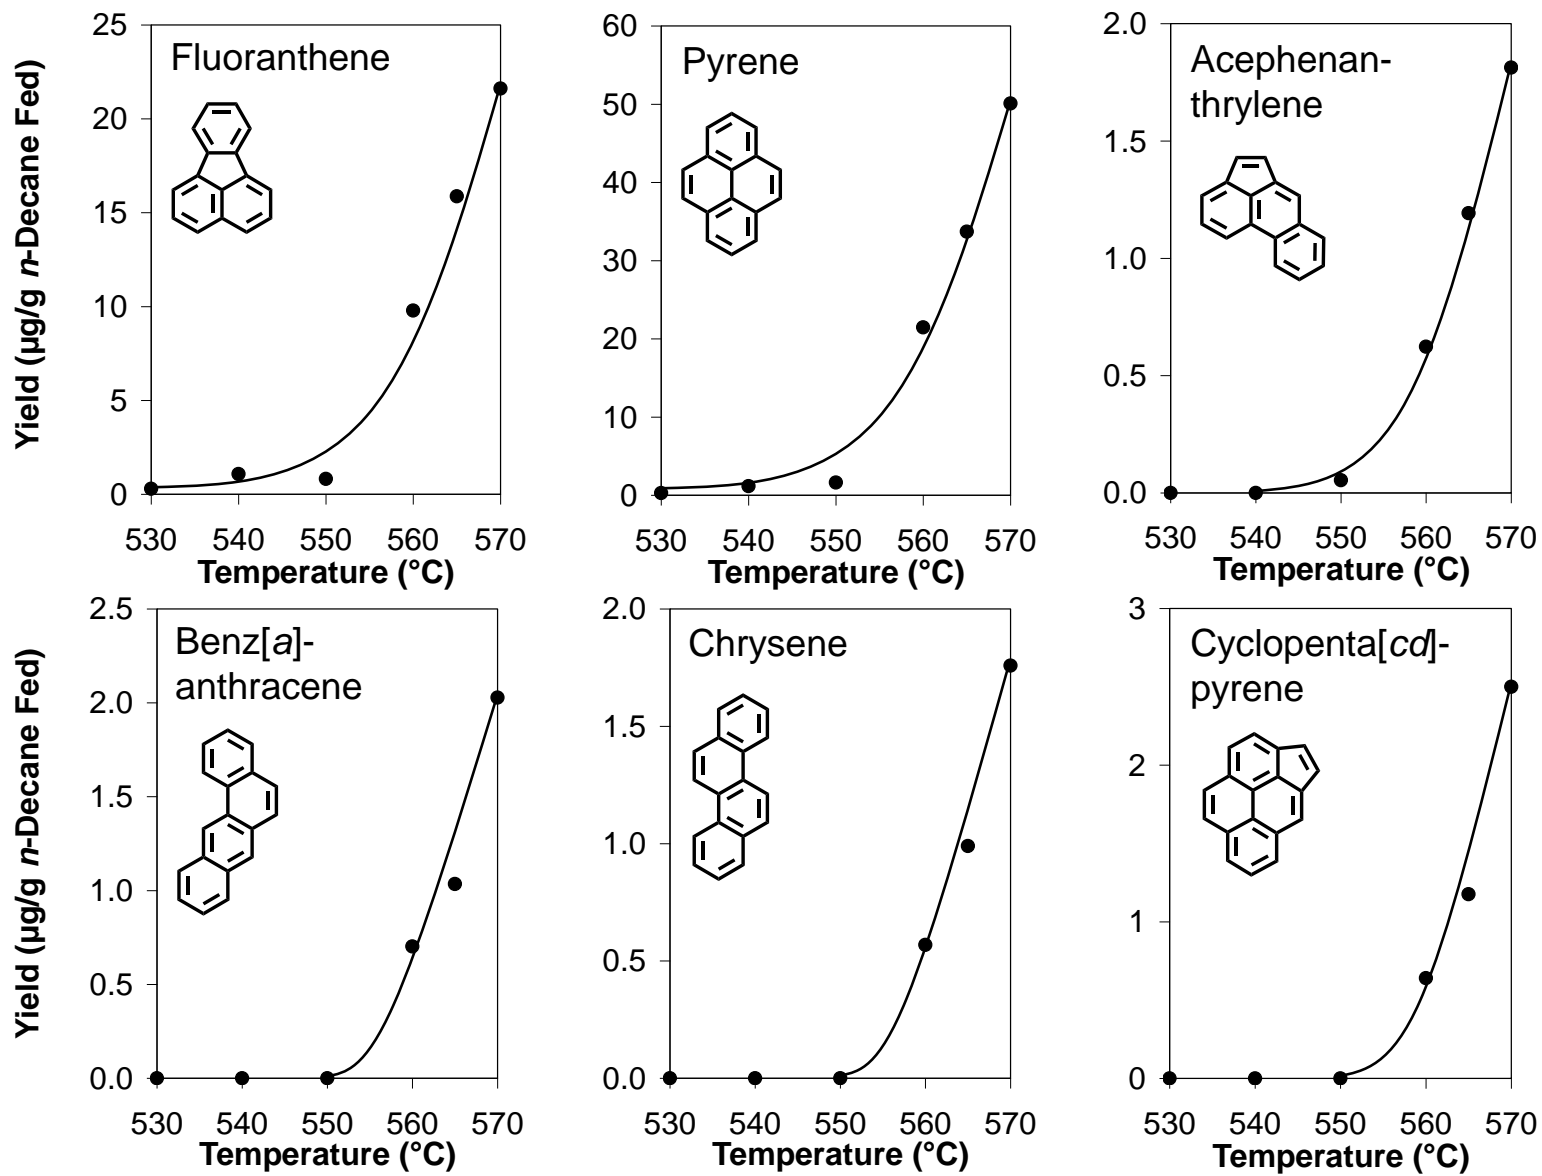 Yield (µg/g n-Decane Fed)
Fluoranthene
25
20
15
10
5
0
530 540 550 560 570
Temperature (°C)
Pyrene
60
50
40
30
20
10
0
530 540 550 560 570
Temperature (°C)
Acephenan-
thrylene
2.0
1.5
1.0
0.5
0.0
530 540 550 560 570
Temperature (°C)
Yield (µg/g n-Decane Fed)
Benz[a]-
anthracene
2.5
2.0
1.5
1.0
0.5
0.0
530 540 550 560 570
Temperature (°C)
Chrysene
2.0
1.5
1.0
0.5
0.0
530 540 550 560 570
Temperature (°C)
Cyclopenta[cd]-
pyrene
3
2
1
0
530 540 550 560 570
Temperature (°C)